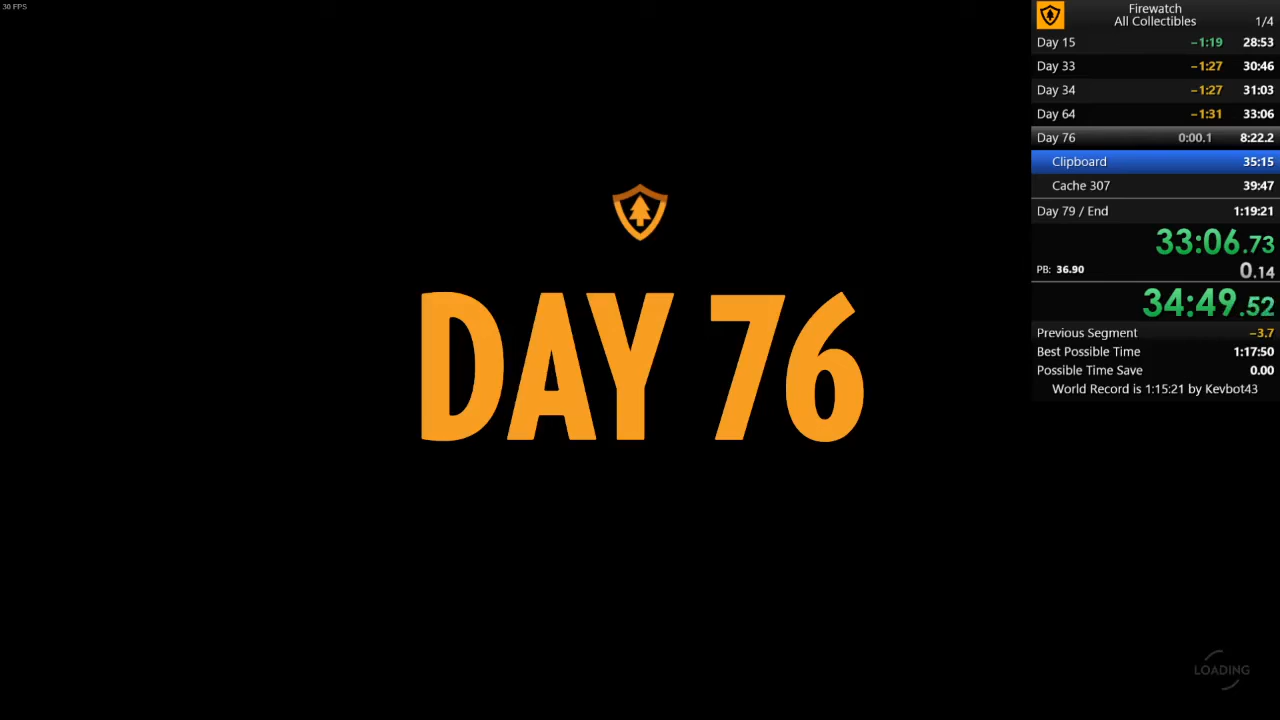 30 FPS
Firewatch
All Collectibles 1/4
Day 15 −1:19 28:53
Day 33 −1:27 30:46
Day 34 −1:27 31:03
Day 64 −1:31 33:06
Day 76 0:00.1 8:22.2
Clipboard 35:15
Cache 307 39:47
Day 79 / End 1:19:21
33:06.73
PB: 36.90 0.14
34:49.52
Previous Segment −3.7
Best Possible Time 1:17:50
Possible Time Save 0.00
World Record is 1:15:21 by Kevbot43
DAY 76
LOADING